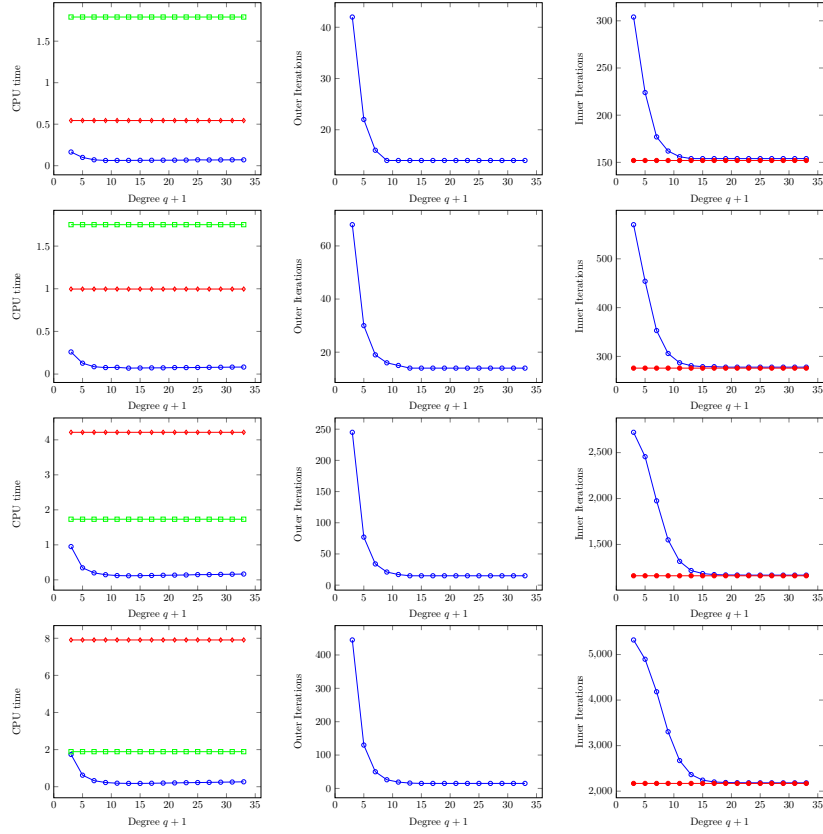 CPU time
1.5
1
0.5
0
0 5 10 15 20 25 30 35
Degree q + 1
Outer Iterations
40
30
20
0 5 10 15 20 25 30 35
Degree q + 1
Inner Iterations
300
250
200
150
0 5 10 15 20 25 30 35
Degree q + 1
CPU time
1.5
1
0.5
0
0 5 10 15 20 25 30 35
Degree q + 1
Outer Iterations
60
40
20
0 5 10 15 20 25 30 35
Degree q + 1
Inner Iterations
500
400
300
0 5 10 15 20 25 30 35
Degree q + 1
CPU time
4
3
2
1
0
0 5 10 15 20 25 30 35
Degree q + 1
Outer Iterations
250
200
150
100
50
0
0 5 10 15 20 25 30 35
Degree q + 1
Inner Iterations
2,500
2,000
1,500
0 5 10 15 20 25 30 35
Degree q + 1
CPU time
8
6
4
2
0
0 5 10 15 20 25 30 35
Degree q + 1
Outer Iterations
400
300
200
100
0
0 5 10 15 20 25 30 35
Degree q + 1
Inner Iterations
5,000
4,000
3,000
2,000
0 5 10 15 20 25 30 35
Degree q + 1